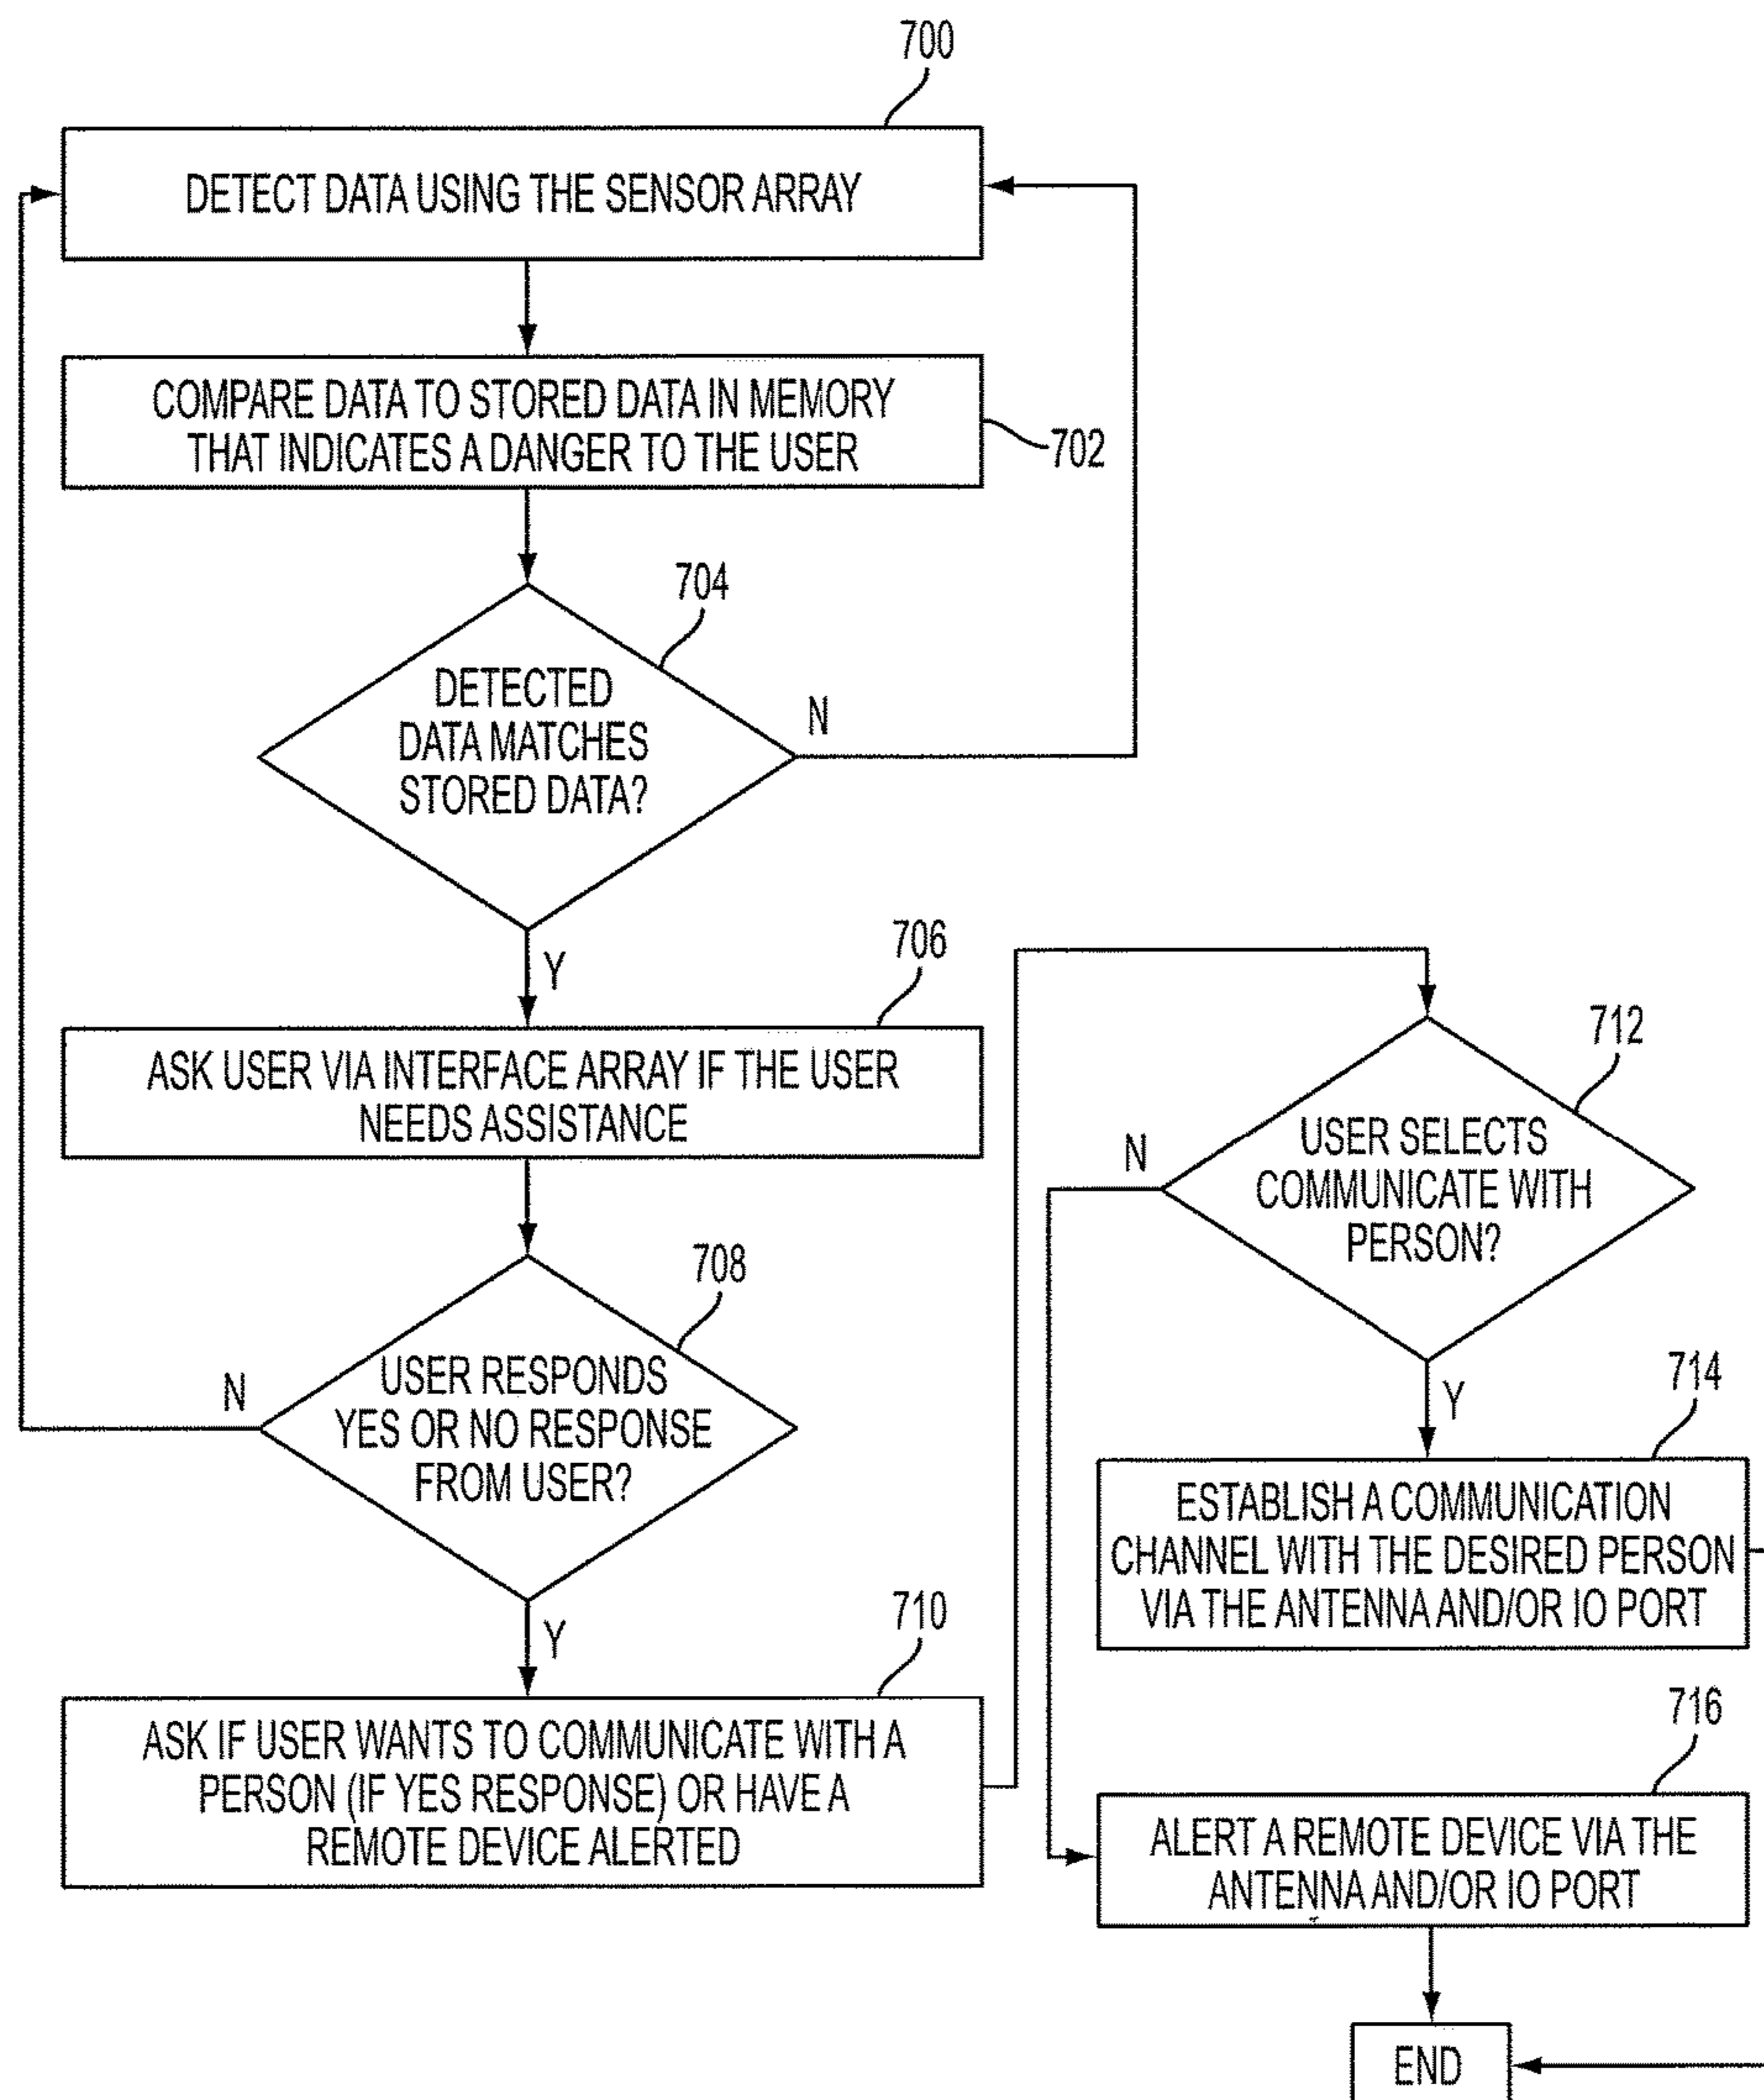 700
DETECT DATA USING THE SENSOR ARRAY
COMPARE DATA TO STORED DATA IN MEMORY
THAT INDICATES A DANGER TO THE USER
702
704
DETECTED
DATA MATCHES
STORED DATA?
N
Y
706
ASK USER VIA INTERFACE ARRAY IF THE USER
NEEDS ASSISTANCE
708
USER RESPONDS
YES OR NO RESPONSE
FROM USER?
N
Y
710
ASK IF USER WANTS TO COMMUNICATE WITH A
PERSON (IF YES RESPONSE) OR HAVE A
REMOTE DEVICE ALERTED
712
USER SELECTS
COMMUNICATE WITH
PERSON?
N
Y
714
ESTABLISH A COMMUNICATION
CHANNEL WITH THE DESIRED PERSON
VIA THE ANTENNA AND/OR IO PORT
716
ALERT A REMOTE DEVICE VIA THE
ANTENNA AND/OR IO PORT
END